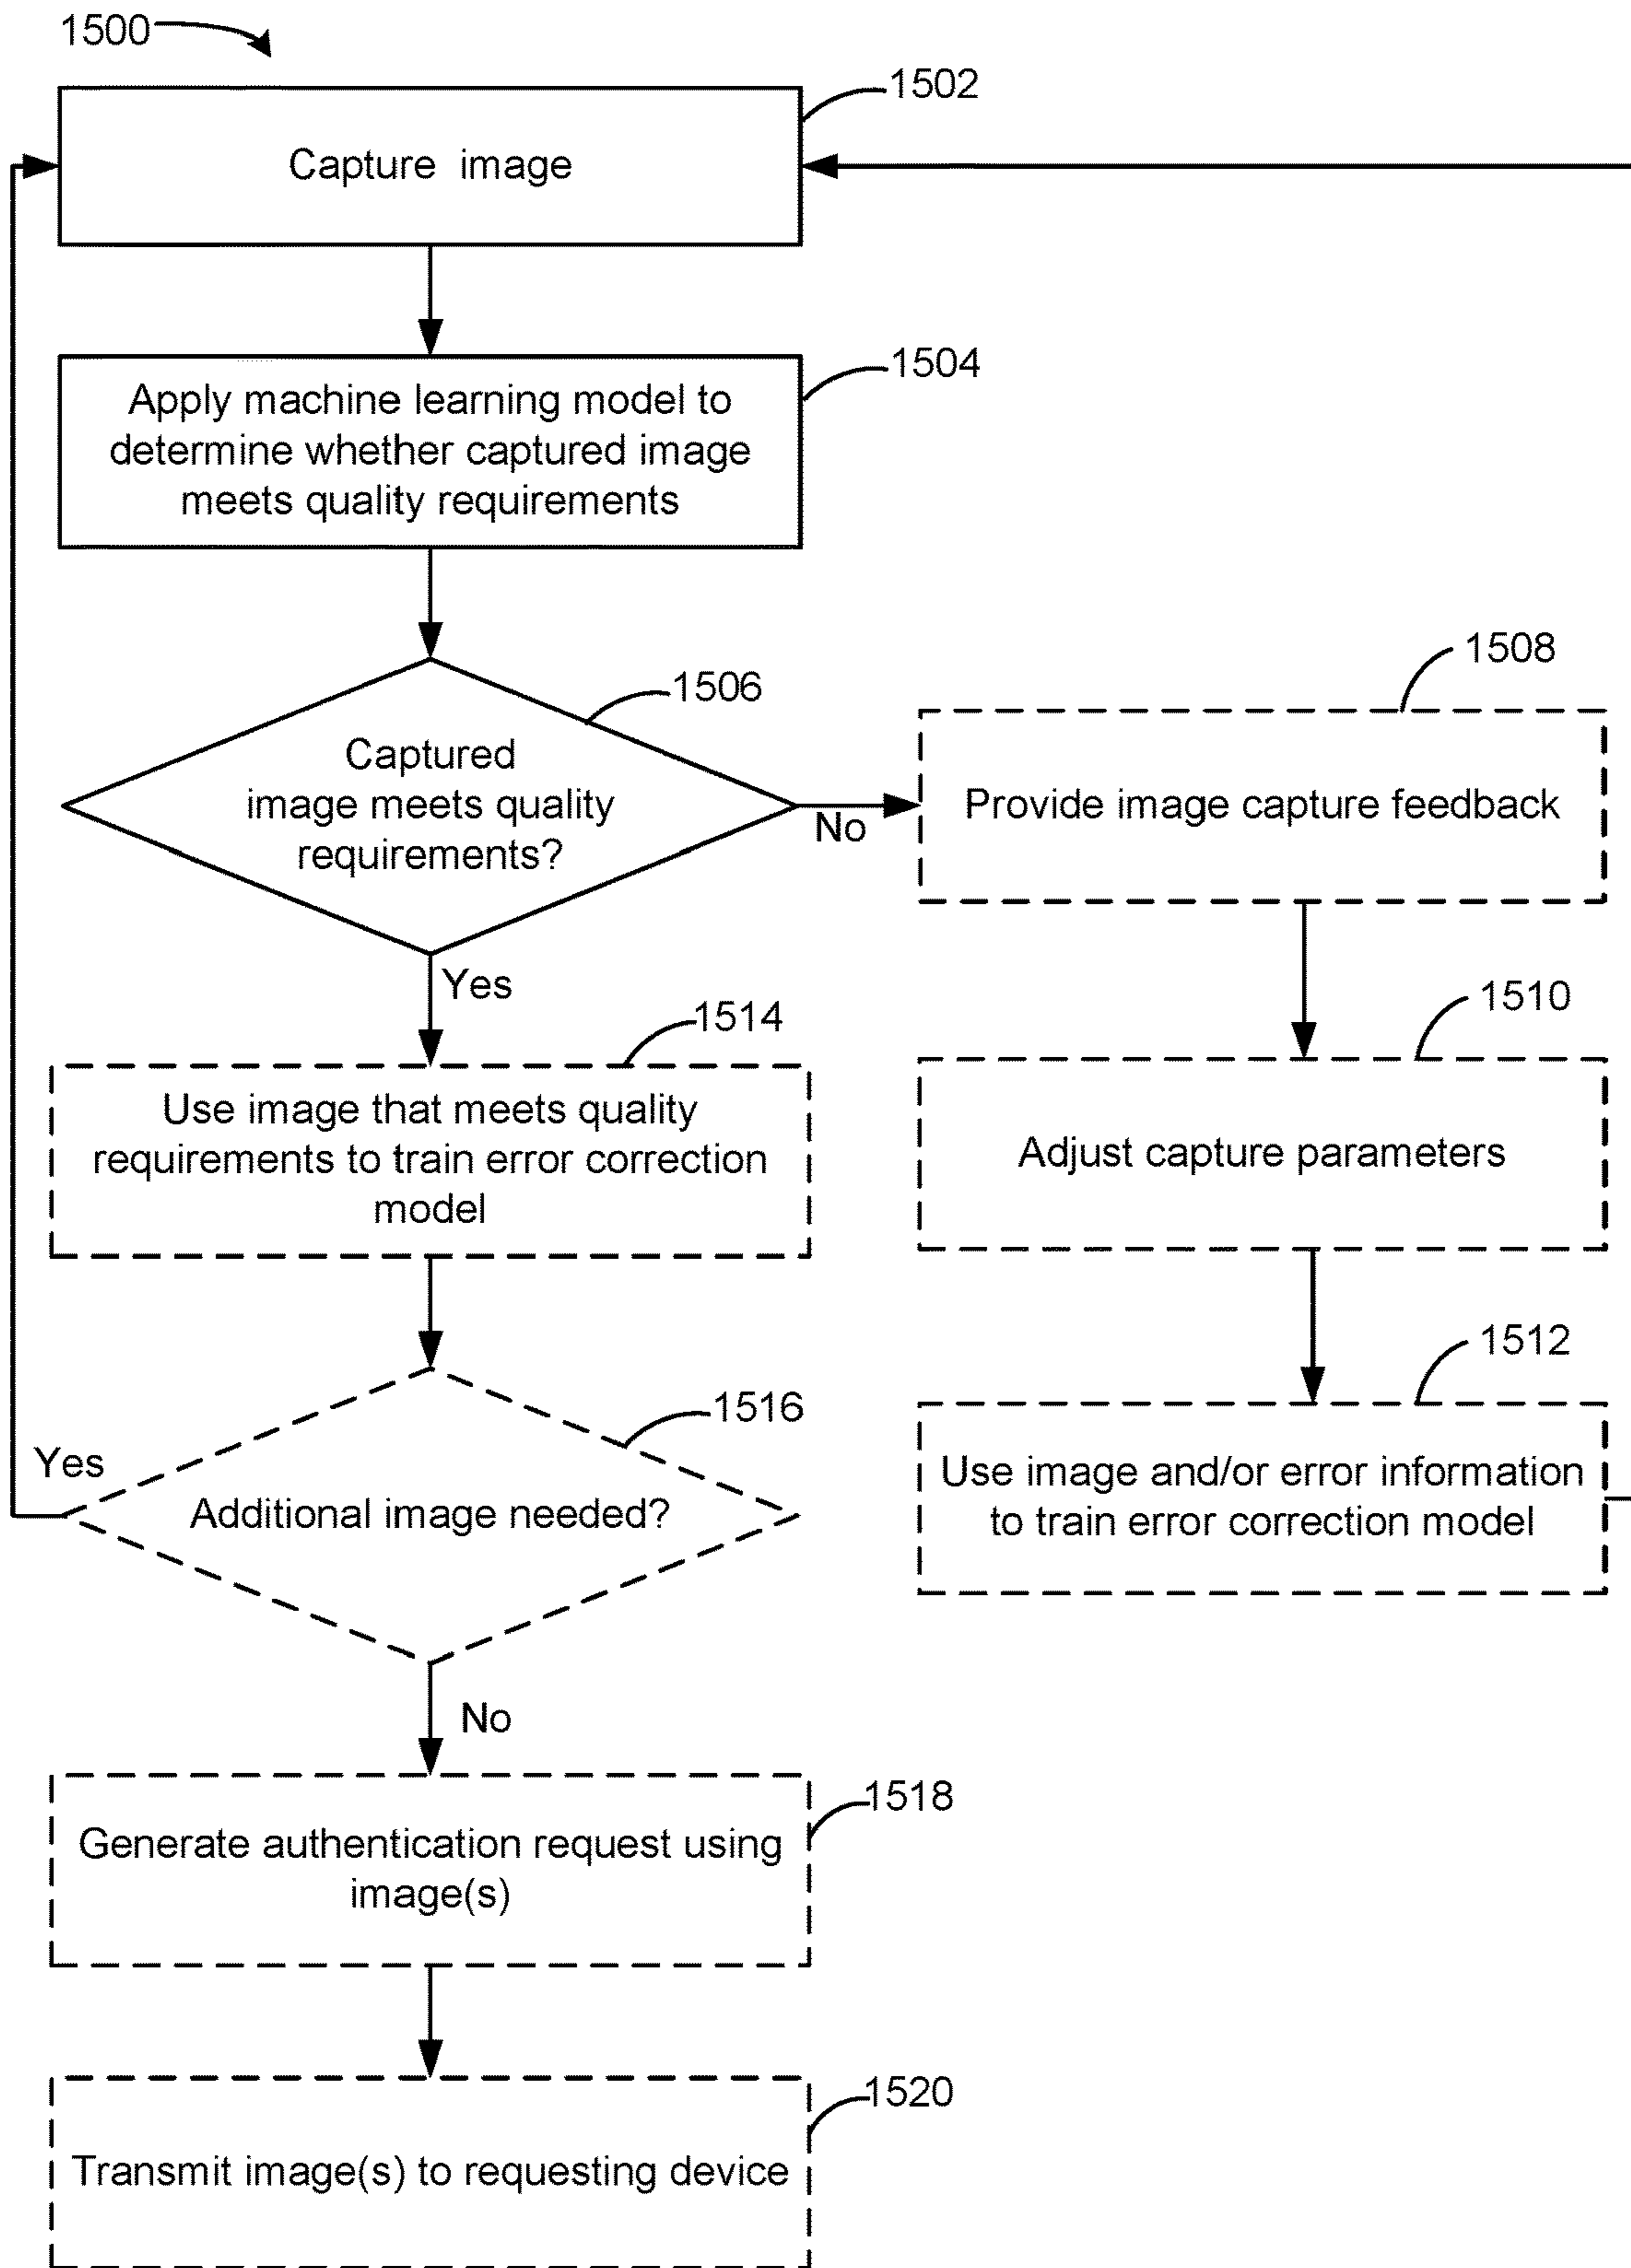 1500
1502
Capture image
1504
Apply machine learning model to
determine whether captured image
meets quality requirements
1506
Captured
image meets quality
requirements?
No
1508
Provide image capture feedback
Yes
1510
Adjust capture parameters
1514
Use image that meets quality
requirements to train error correction
model
1512
Use image and/or error information
to train error correction model
1516
Yes
Additional image needed?
No
1518
Generate authentication request using
image(s)
1520
Transmit image(s) to requesting device